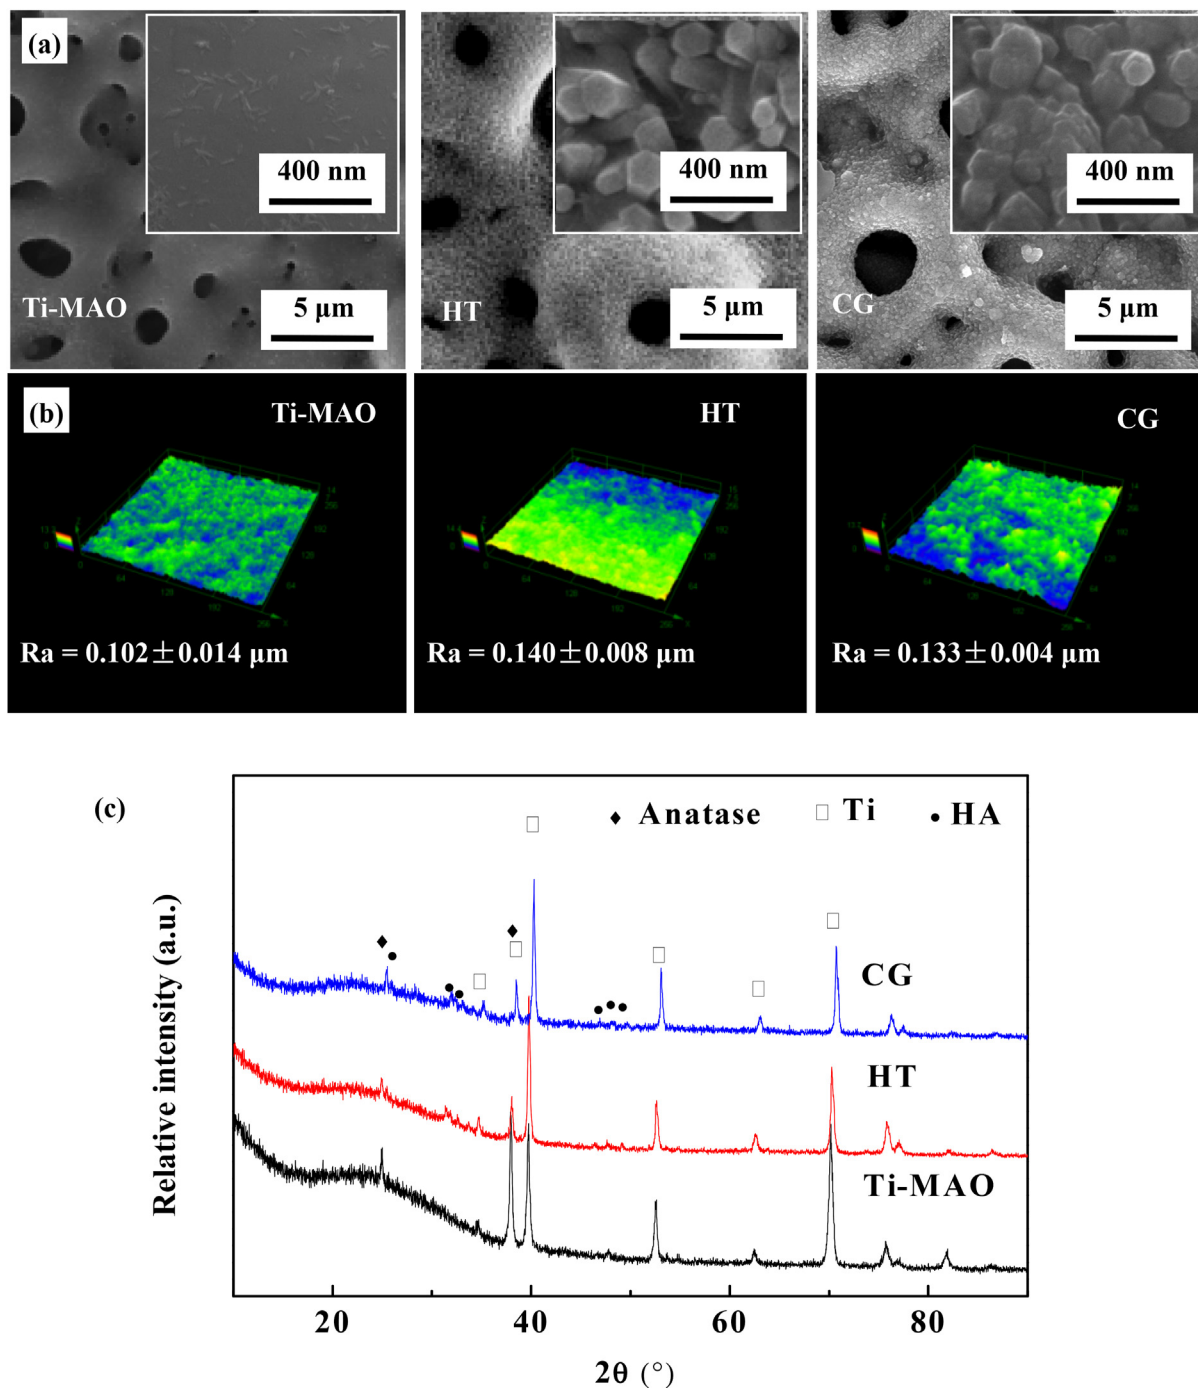 (a)
400 nm
400 nm
400 nm
Ti-MAO
5 μm
HT
5 μm
CG
5 μm
(b)
Ti-MAO
HT
CG
Ra = 0.102±0.014 μm
Ra = 0.140±0.008 μm
Ra = 0.133±0.004 μm
(c)
◆ Anatase □ Ti • HA
CG
HT
Ti-MAO
Relative intensity (a.u.)
20 40 60 80
2θ (°)